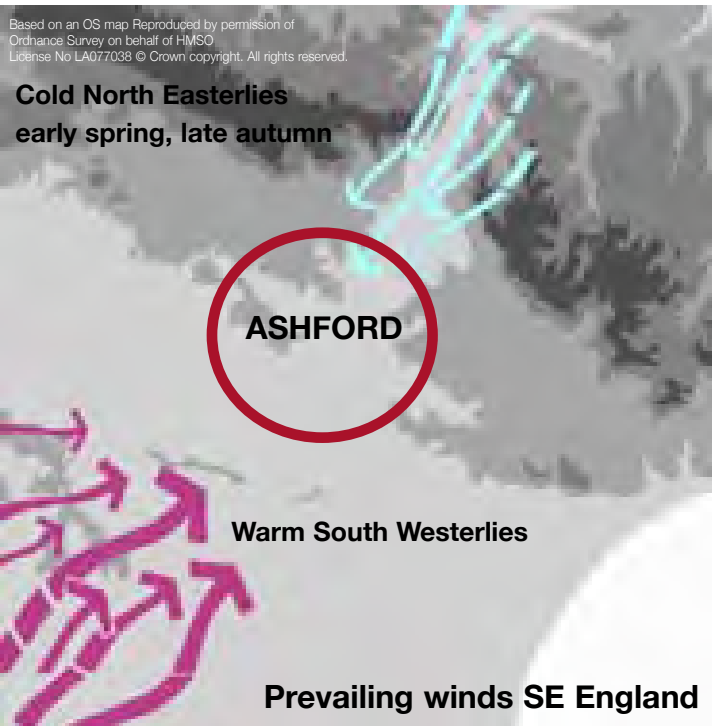 Based on an OS map Reproduced by permission of
Ordnance Survey on behalf of HMSO
License No LA077038 © Crown copyright. All rights reserved.
Cold North Easterlies
early spring, late autumn
ASHFORD
Warm South Westerlies
Prevailing winds SE England